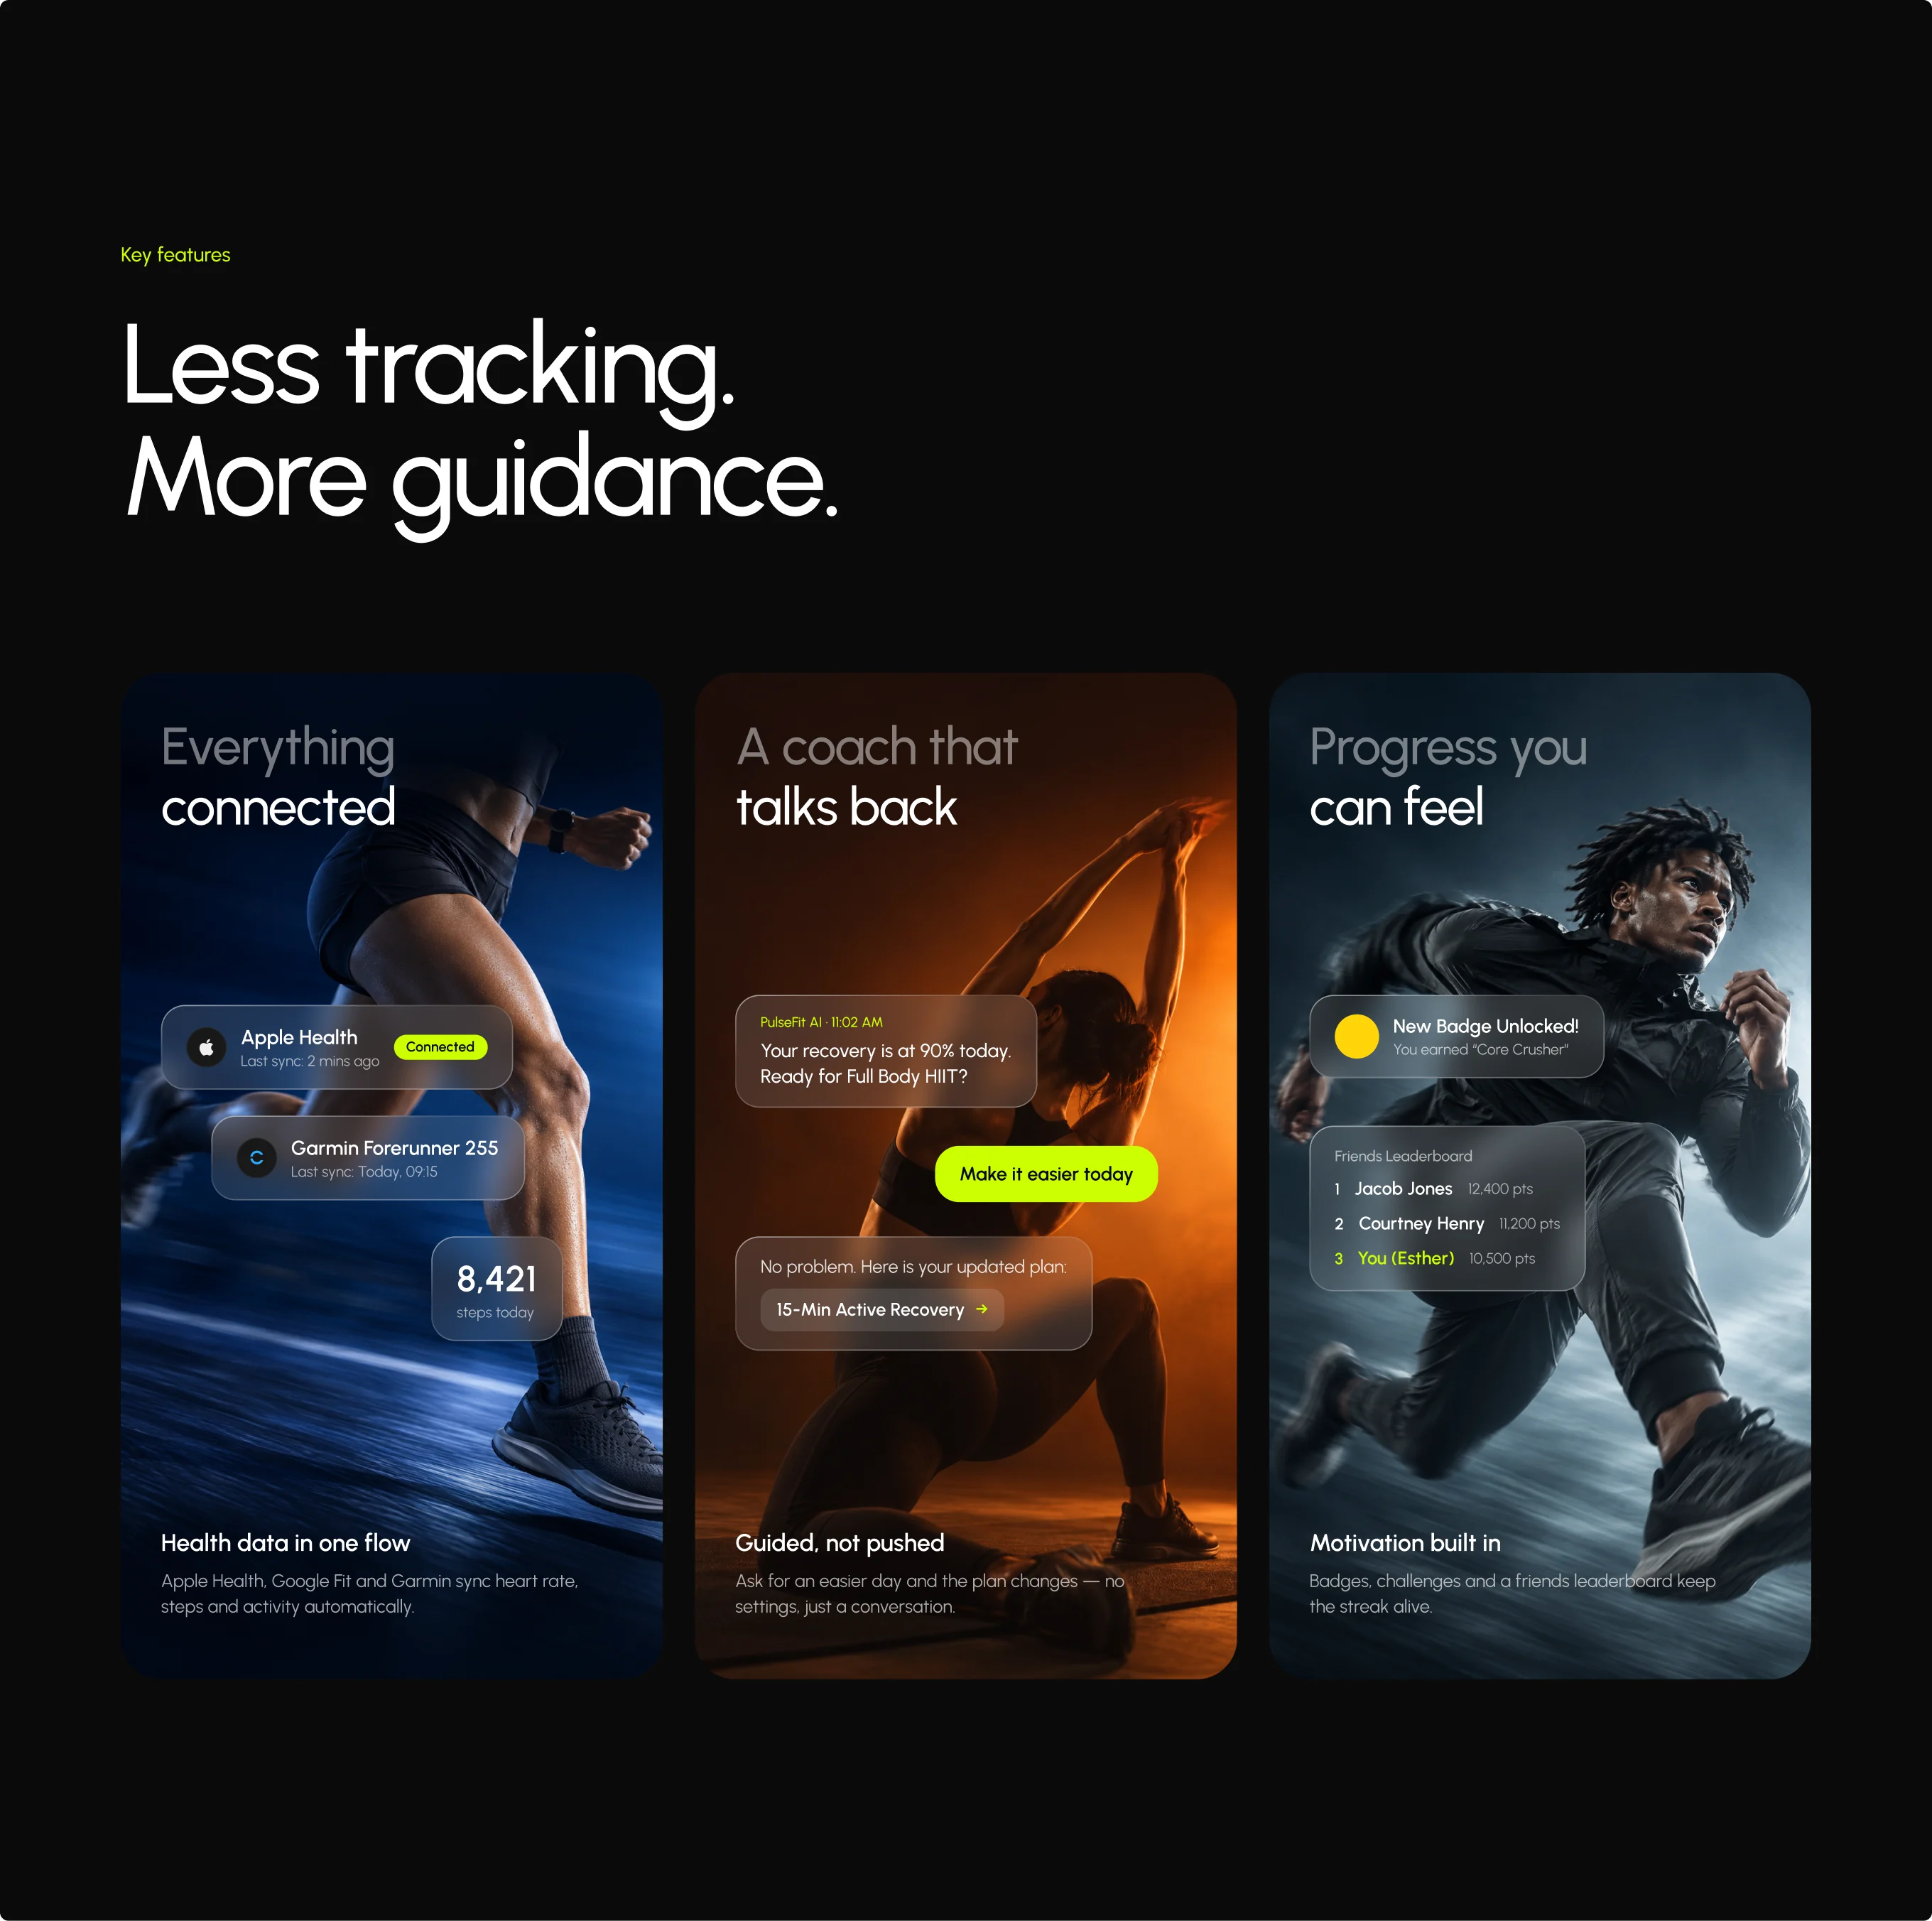 Key features
Less tracking.
More guidance.
Everything
connected
Apple Health
Last sync: 2 mins ago
Connected
Garmin Forerunner 255
Last sync: Today, 09:15
8,421
steps today
Health data in one flow
Apple Health, Google Fit and Garmin sync heart rate,
steps and activity automatically.
A coach that
talks back
PulseFit AI · 11:02 AM
Your recovery is at 90% today.
Ready for Full Body HIIT?
Make it easier today
No problem. Here is your updated plan:
15-Min Active Recovery →
Guided, not pushed
Ask for an easier day and the plan changes — no
settings, just a conversation.
Progress you
can feel
New Badge Unlocked!
You earned “Core Crusher”
Friends Leaderboard
1 Jacob Jones 12,400 pts
2 Courtney Henry 11,200 pts
3 You (Esther) 10,500 pts
Motivation built in
Badges, challenges and a friends leaderboard keep
the streak alive.